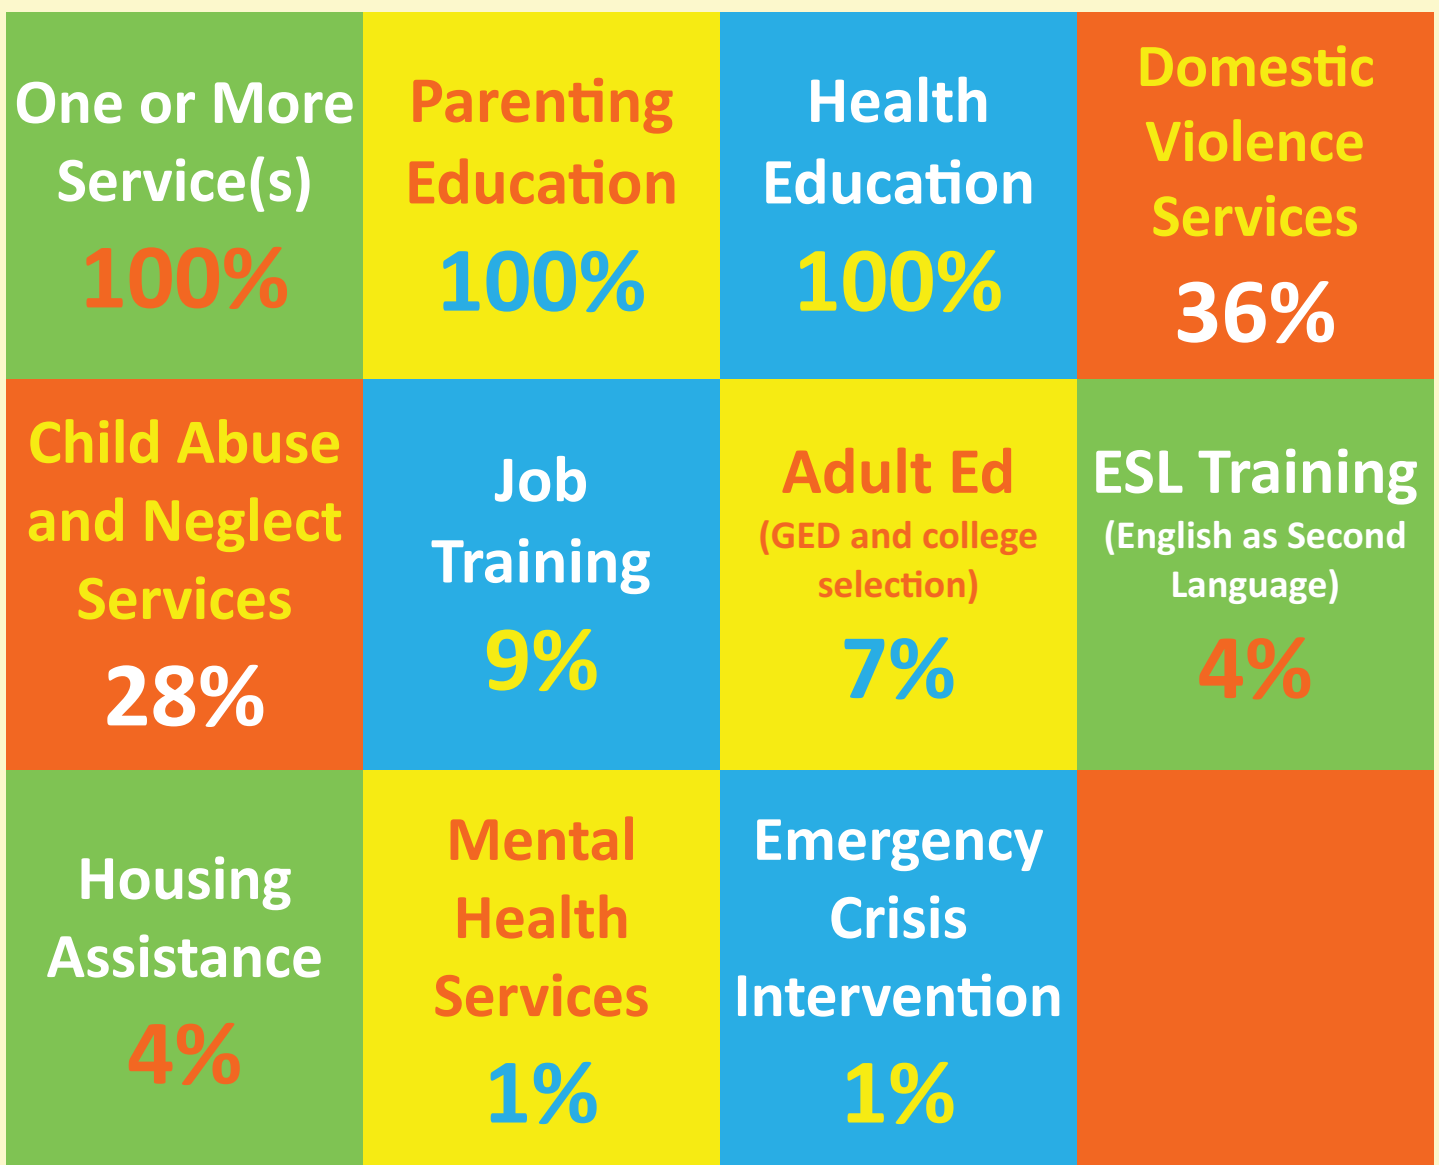 One or More
Service(s)
100%
Parenting
Education
100%
Health
Education
100%
Domestic
Violence
Services
36%
Child Abuse
and Neglect
Services
28%
Job
Training
9%
Adult Ed
(GED and college
selection)
7%
ESL Training
(English as Second
Language)
4%
Housing
Assistance
4%
Mental
Health
Services
1%
Emergency
Crisis
Intervention
1%